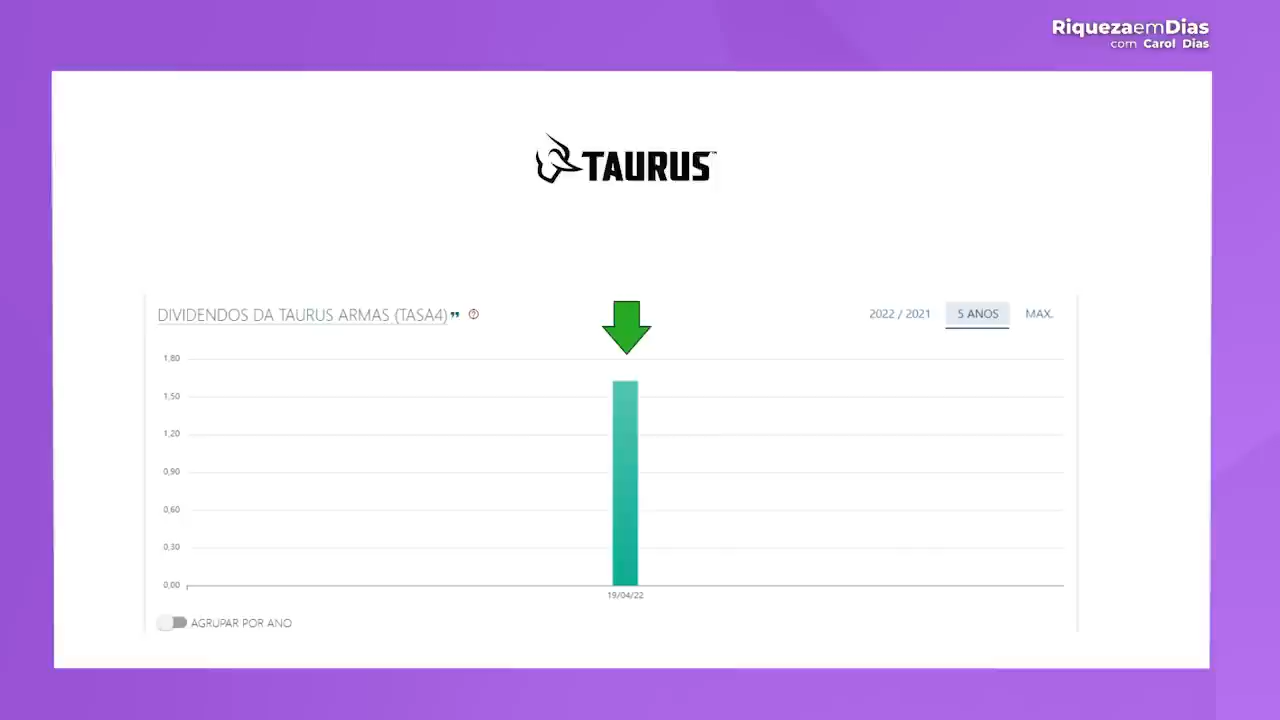 RiquezaemDias
com Carol Dias
TAURUS™
DIVIDENDOS DA TAURUS ARMAS (TASA4)
2022 / 2021 5 ANOS MAX.
1,80
1,50
1,20
0,90
0,60
0,30
0,00
19/04/22
AGRUPAR POR ANO